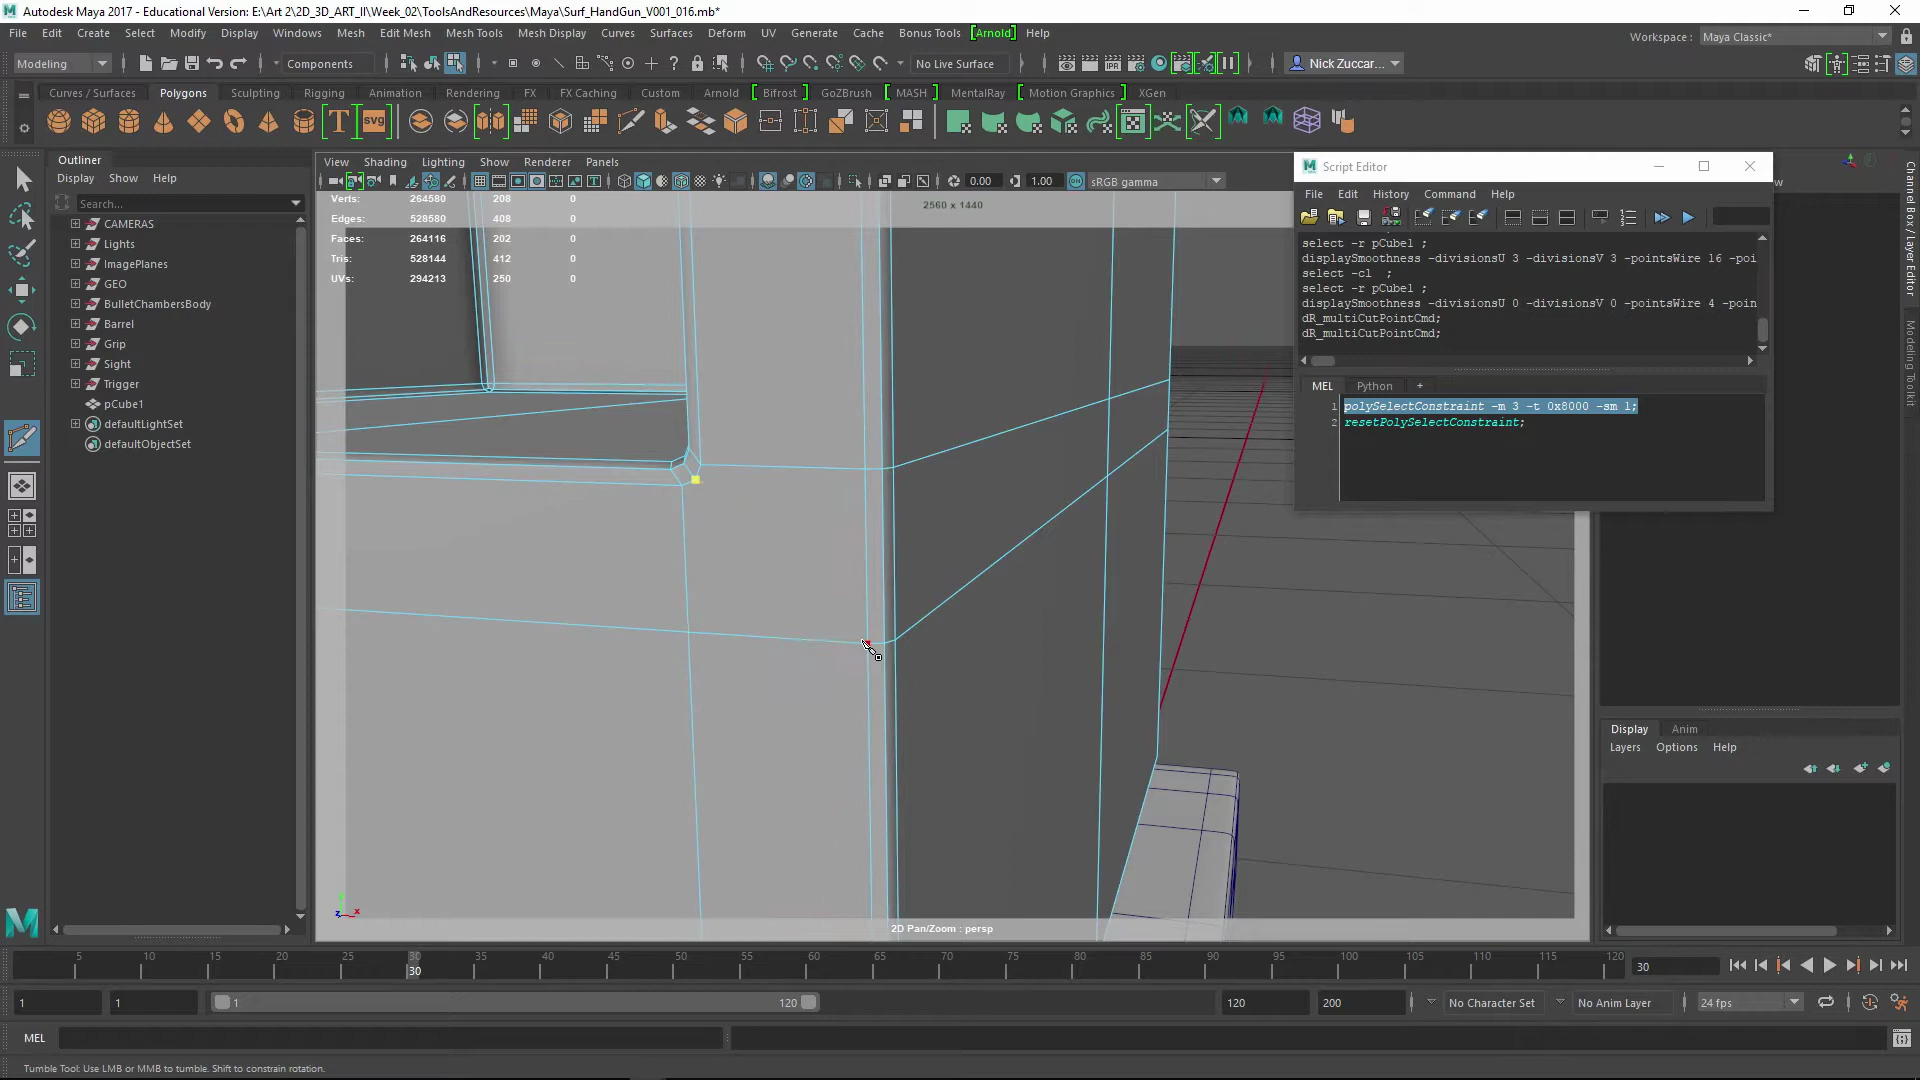 Autodesk Maya 2017 - Educational Version: E:\Art 2\2D_3D_ART_II\Week_02\ToolsAndResources\Maya\Surf_HandGun_V001_016.mb*
File Edit Create Select Modify Display Windows Mesh Edit Mesh Mesh Tools Mesh Display Curves Surfaces Deform UV Generate Cache Bonus Tools [Arnold] Help
Workspace : Maya Classic*
Modeling Components No Live Surface Nick Zuccar...
Curves / Surfaces Polygons Sculpting Rigging Animation Rendering FX FX Caching Custom Arnold [ Bifrost ] GoZBrush [ MASH ] MentalRay [ Motion Graphics ] XGen
T svg
Outliner
Display Show Help
Search...
CAMERAS
Lights
ImagePlanes
GEO
BulletChambersBody
Barrel
Grip
Sight
Trigger
pCube1
defaultLightSet
defaultObjectSet
View Shading Lighting Show Renderer Panels
0.00 1.00 sRGB gamma
2560 x 1440
Verts: 264580 208 0
Edges: 528580 408 0
Faces: 264116 202 0
Tris: 528144 412 0
UVs: 294213 250 0
2D Pan/Zoom : persp
Script Editor
File Edit History Command Help
select -r pCube1 ;
displaySmoothness -divisionsU 3 -divisionsV 3 -pointsWire 16 -poi
select -cl ;
select -r pCube1 ;
displaySmoothness -divisionsU 0 -divisionsV 0 -pointsWire 4 -poin
dR_multiCutPointCmd;
dR_multiCutPointCmd;
MEL Python +
1 polySelectConstraint -m 3 -t 0x8000 -sm 1;
2 resetPolySelectConstraint;
Channel Box / Layer Editor
Modeling Toolkit
Display Anim
Layers Options Help
5 10 15 20 25 30 35 40 45 50 55 60 65 70 75 80 85 90 95 100 105 110 115 120
30
30
1 1 1 120 120 200 No Character Set No Anim Layer 24 fps
MEL
Tumble Tool: Use LMB or MMB to tumble. Shift to constrain rotation.